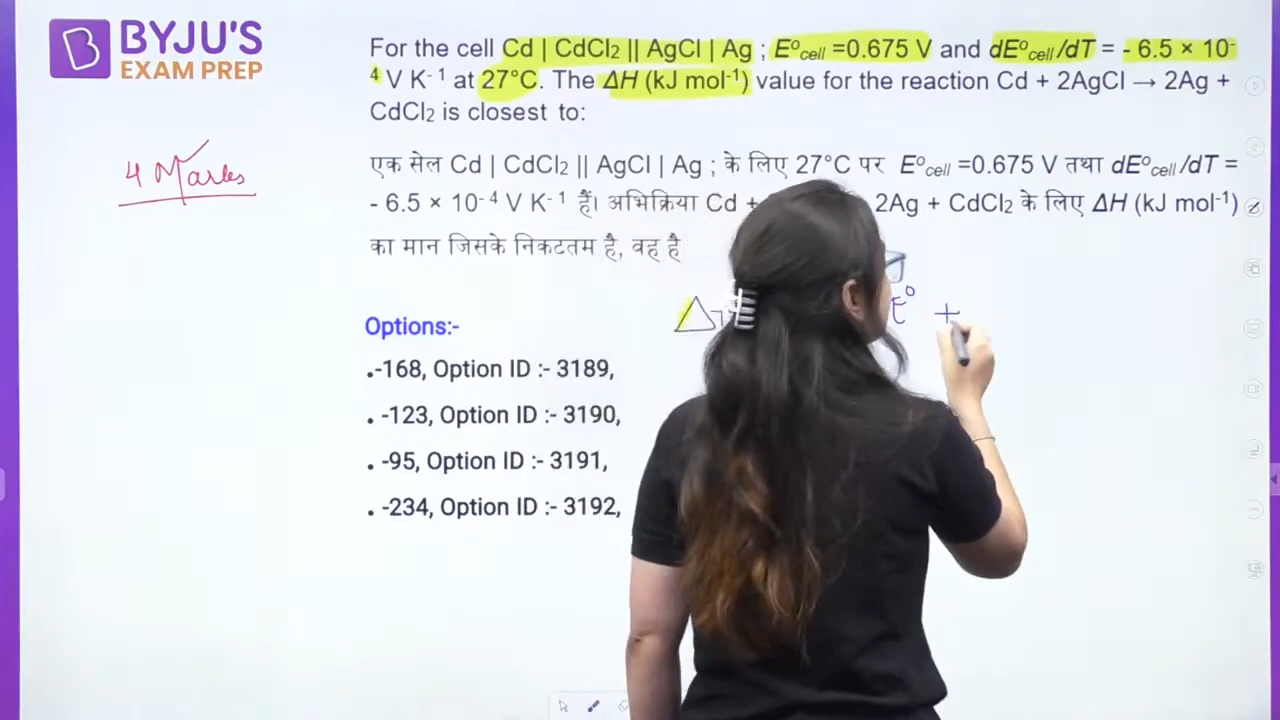 BYJU'S
EXAM PREP
For the cell Cd | CdCl2 || AgCl | Ag ; E°cell =0.675 V and dE°cell/dT = - 6.5 × 10-
4 V K-1 at 27°C. The ΔH (kJ mol-1) value for the reaction Cd + 2AgCl → 2Ag +
CdCl2 is closest to:
4 Marks
एक सेल Cd | CdCl2 || AgCl | Ag ; के लिए 27°C पर E°cell =0.675 V तथा dE°cell/dT =
- 6.5 × 10-4 V K-1 हैं। अभिक्रिया Cd + 2Ag + CdCl2 के लिए ΔH (kJ mol-1)
का मान जिसके निकटतम है, वह है
Δ E° +
Options:-
.-168, Option ID :- 3189,
. -123, Option ID :- 3190,
. -95, Option ID :- 3191,
. -234, Option ID :- 3192,